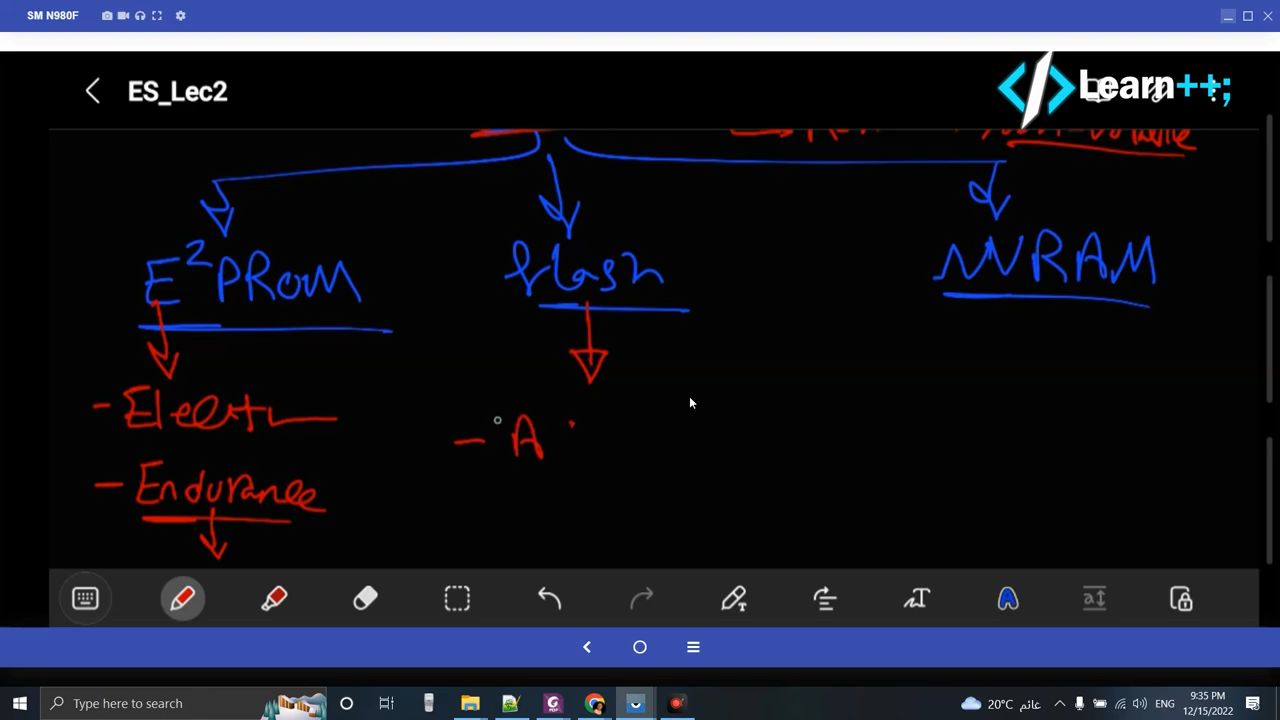 SM N980F
ES_Lec2
Learn++;
E²PROM
flash
NVRAM
- Electr
- A
- Endurance
a
Type here to search
20°C غائم
ENG
9:35 PM
12/15/2022